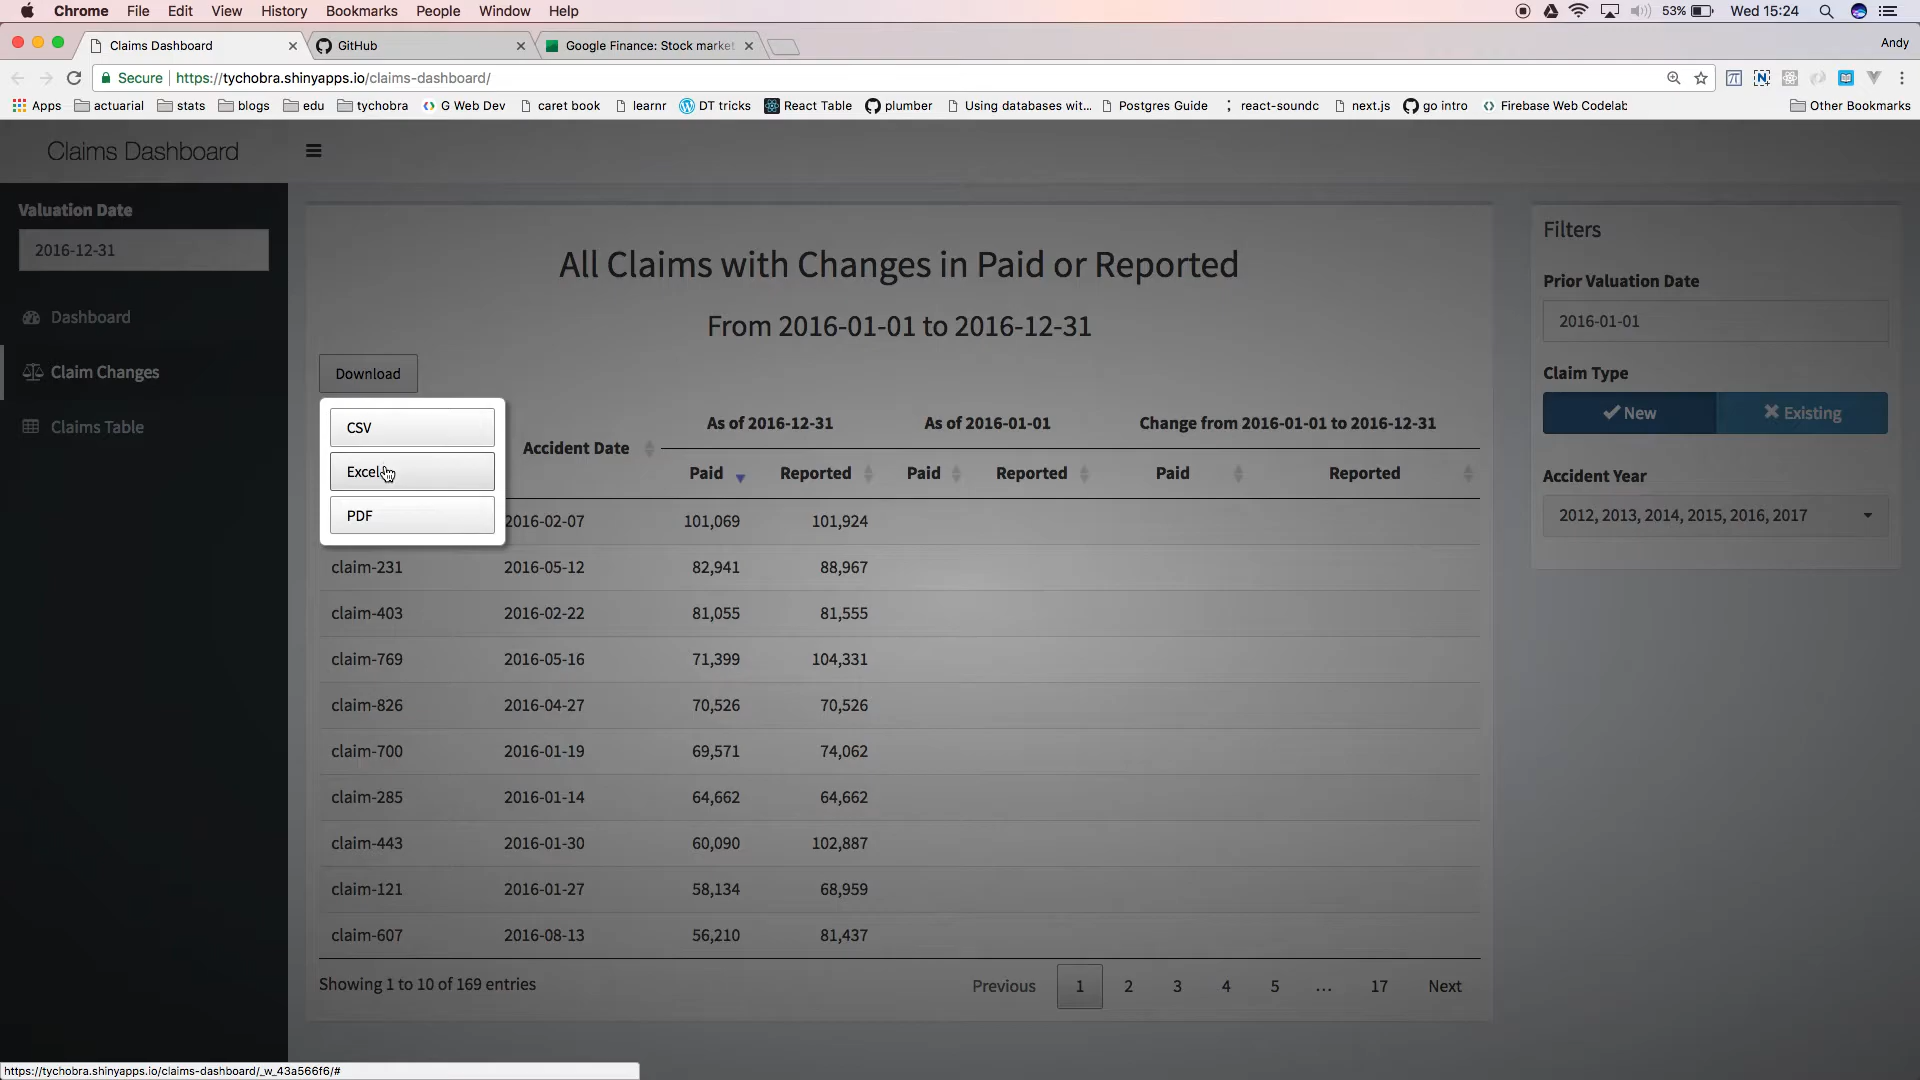 Chrome File Edit View History Bookmarks People Window Help 53% Wed 15:24
Claims Dashboard GitHub Google Finance: Stock market Andy
Secure https://tychobra.shinyapps.io/claims-dashboard/
Apps actuarial stats blogs edu tychobra G Web Dev caret book learnr DT tricks React Table plumber Using databases wit... Postgres Guide react-soundc next.js go intro Firebase Web Codelab Other Bookmarks
Claims Dashboard
Valuation Date
2016-12-31
Dashboard
Claim Changes
Claims Table
All Claims with Changes in Paid or Reported
From 2016-01-01 to 2016-12-31
Download
CSV
Excel
PDF
As of 2016-12-31 As of 2016-01-01 Change from 2016-01-01 to 2016-12-31
Accident Date
Paid Reported Paid Reported Paid Reported
2016-02-07 101,069 101,924
claim-231 2016-05-12 82,941 88,967
claim-403 2016-02-22 81,055 81,555
claim-769 2016-05-16 71,399 104,331
claim-826 2016-04-27 70,526 70,526
claim-700 2016-01-19 69,571 74,062
claim-285 2016-01-14 64,662 64,662
claim-443 2016-01-30 60,090 102,887
claim-121 2016-01-27 58,134 68,959
claim-607 2016-08-13 56,210 81,437
Showing 1 to 10 of 169 entries Previous 1 2 3 4 5 ... 17 Next
Filters
Prior Valuation Date
2016-01-01
Claim Type
New Existing
Accident Year
2012, 2013, 2014, 2015, 2016, 2017
https://tychobra.shinyapps.io/claims-dashboard/_w_43a566f6/#